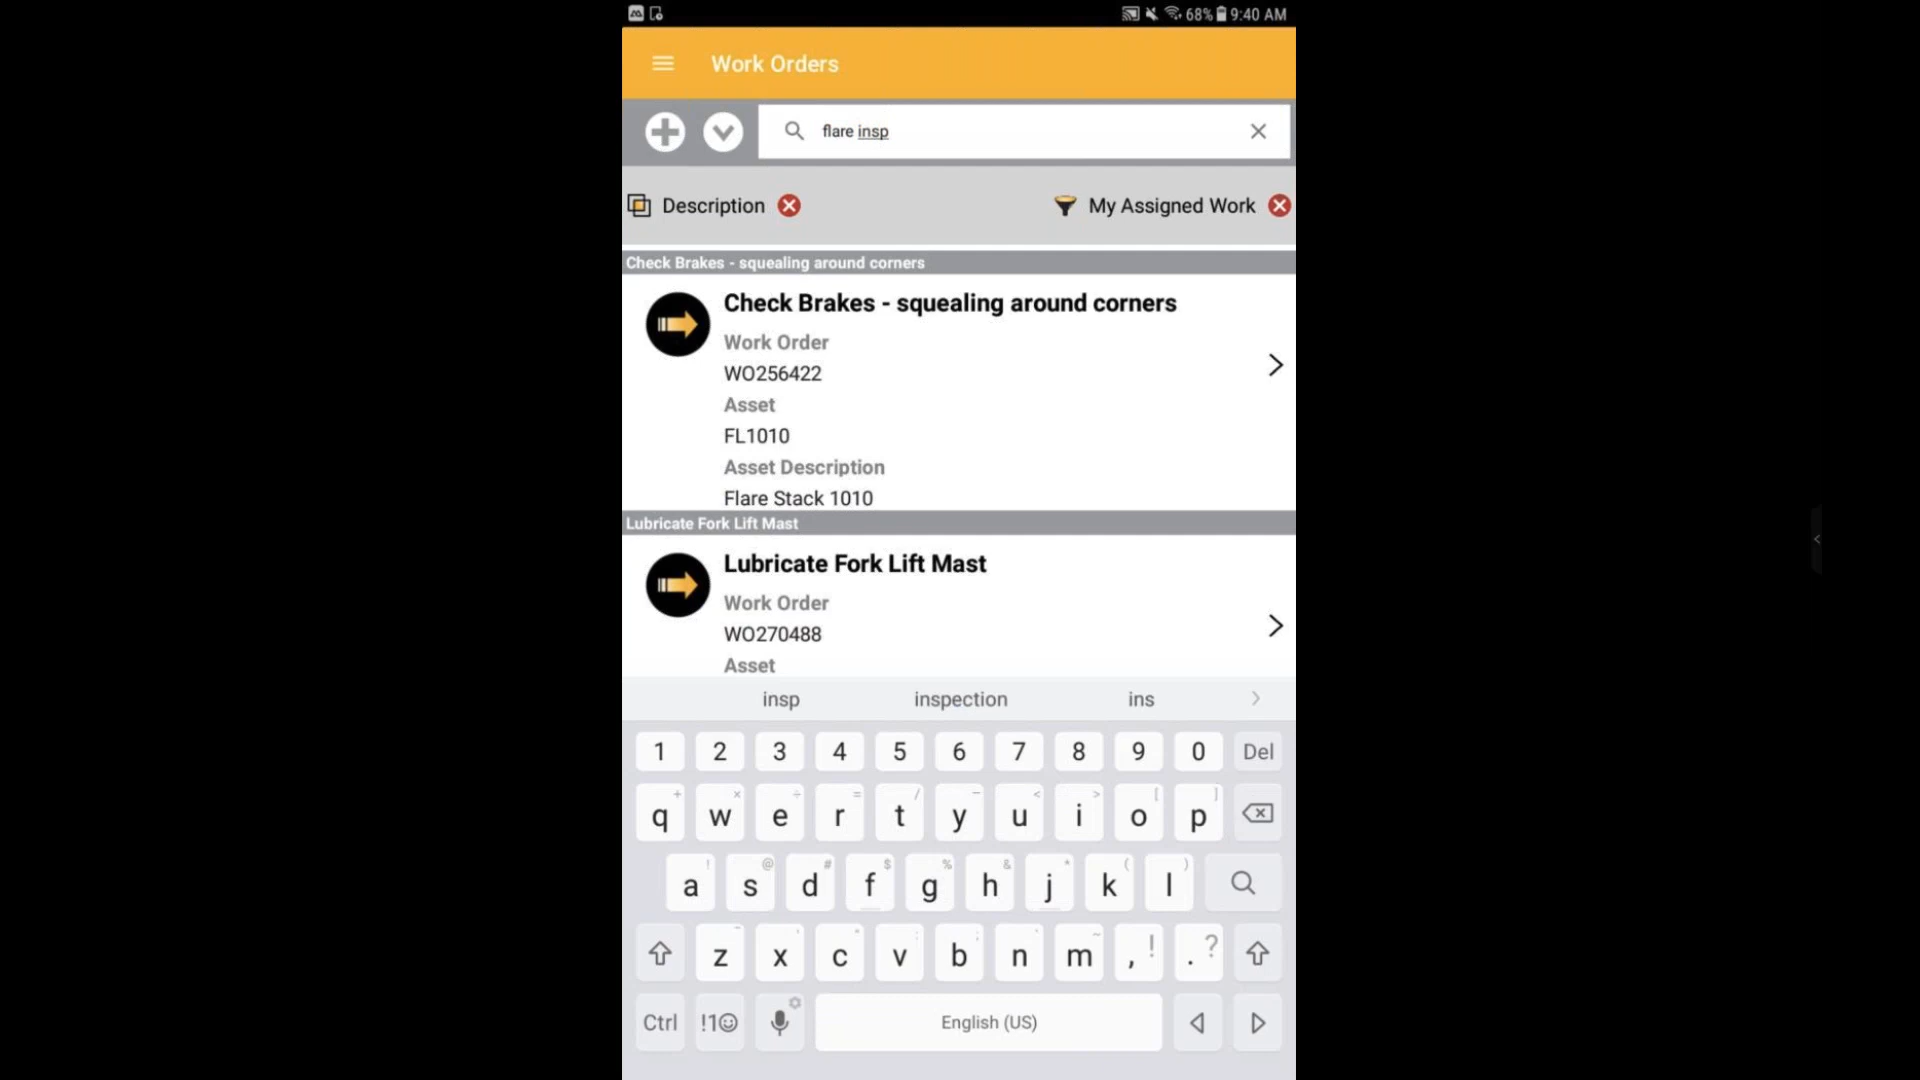 68% 9:40 AM
Work Orders
flare insp
Description My Assigned Work
Check Brakes - squealing around corners
Check Brakes - squealing around corners
Work Order
WO256422
Asset
FL1010
Asset Description
Flare Stack 1010
Lubricate Fork Lift Mast
Lubricate Fork Lift Mast
Work Order
WO270488
Asset
insp inspection ins
1 2 3 4 5 6 7 8 9 0 Del
q w e r t y u i o p
a s d f g h j k l
z x c v b n m , ! . ?
Ctrl !1☺ English (US)